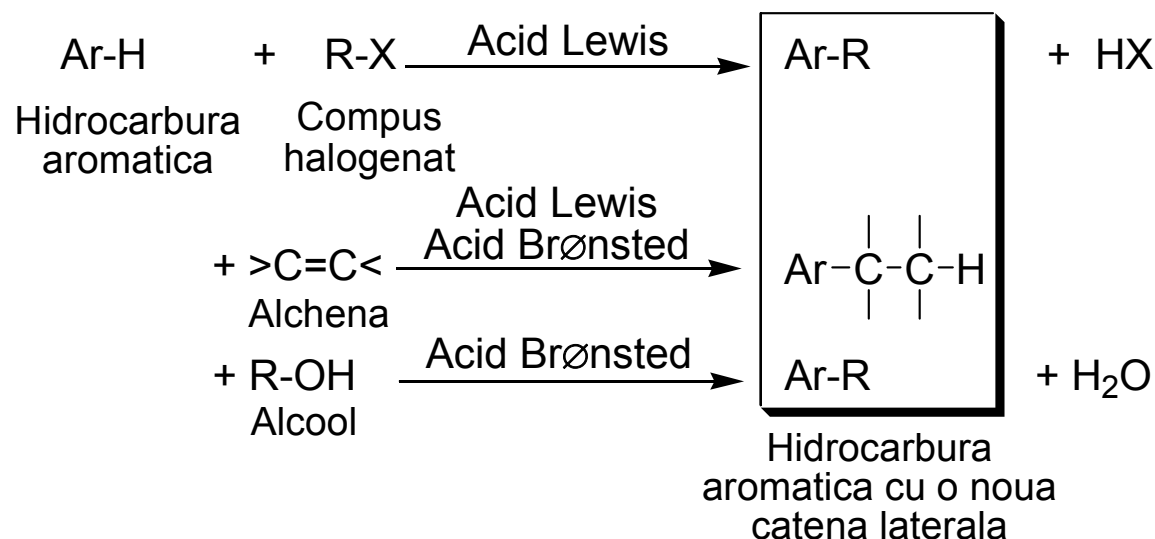 Ar-H + R-X Acid Lewis Ar-R + HX
Hidrocarbura
aromatica
Compus
halogenat
Acid Lewis
Acid Brønsted
+ >C=C< Ar-C-C-H
Alchena
+ R-OH Acid Brønsted Ar-R + H₂O
Alcool
Hidrocarbura
aromatica cu o noua
catena laterala